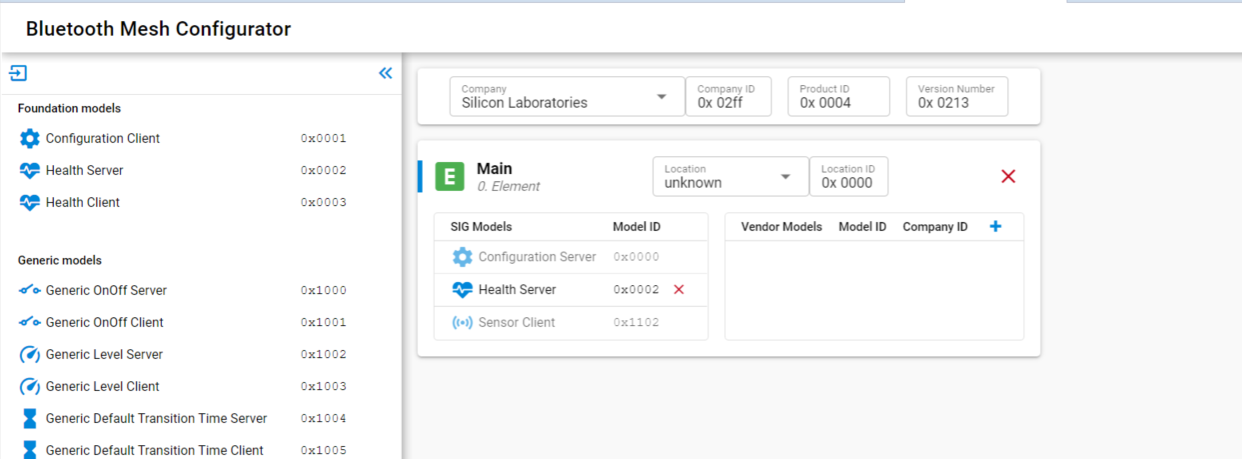 Bluetooth Mesh Configurator
Foundation models
Configuration Client 0x0001
Health Server 0x0002
Health Client 0x0003
Generic models
Generic OnOff Server 0x1000
Generic OnOff Client 0x1001
Generic Level Server 0x1002
Generic Level Client 0x1003
Generic Default Transition Time Server 0x1004
Generic Default Transition Time Client 0x1005
Company Company ID Product ID Version Number
Silicon Laboratories 0x 02ff 0x 0004 0x 0213
E
Main
0. Element
Location Location ID
unknown 0x 0000
SIG Models Model ID
Configuration Server 0x0000
Health Server 0x0002
Sensor Client 0x1102
Vendor Models Model ID Company ID